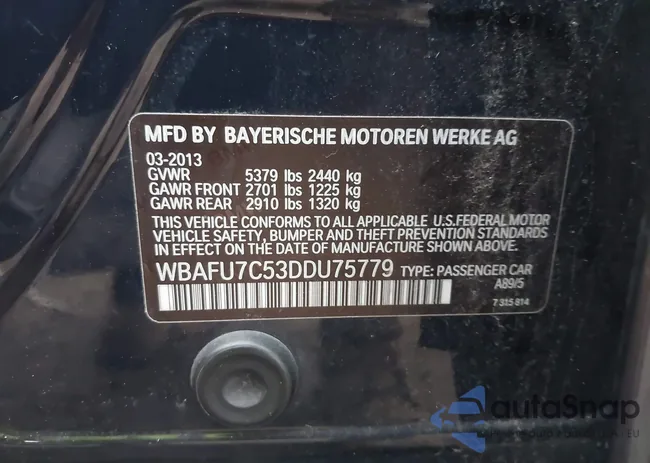 MFD BY BAYERISCHE MOTOREN WERKE AG
03-2013
GVWR 5379 lbs 2440 kg
GAWR FRONT 2701 lbs 1225 kg
GAWR REAR 2910 lbs 1320 kg
THIS VEHICLE CONFORMS TO ALL APPLICABLE U.S.FEDERAL MOTOR
VEHICLE SAFETY, BUMPER AND THEFT PREVENTION STANDARDS
IN EFFECT ON THE DATE OF MANUFACTURE SHOWN ABOVE.
WBAFU7C53DDU75779 TYPE: PASSENGER CAR
A89/5
7 315 814
autoSnap